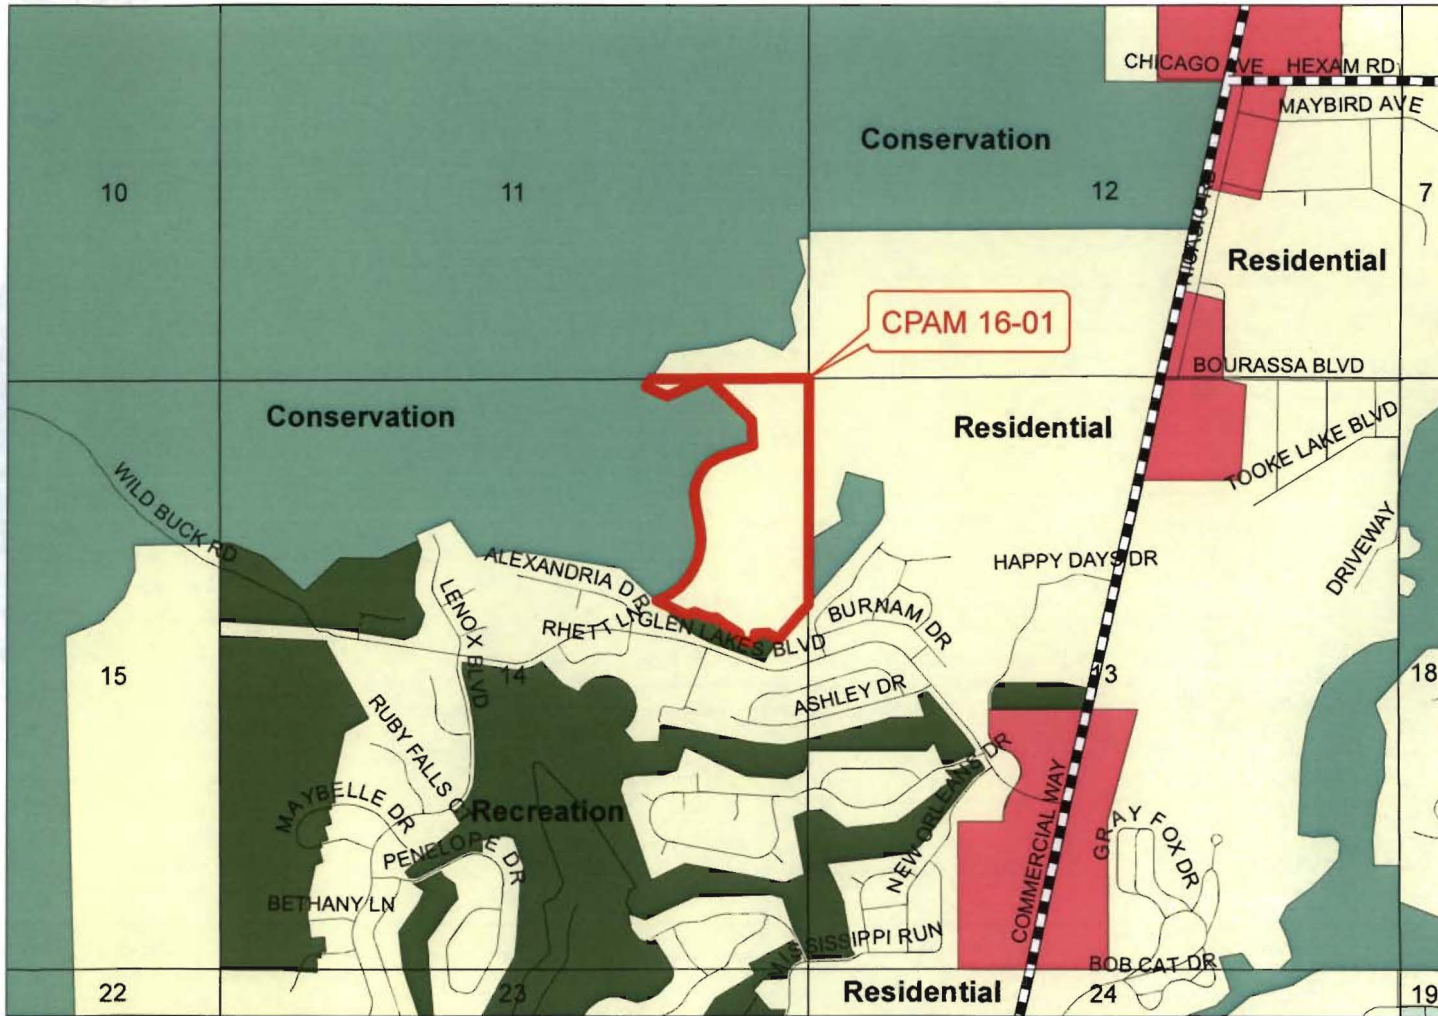 CHICAGO AVE
HEXAM RD
MAYBIRD AVE
Conservation
10
11
12
7
Residential
CPAM 16-01
BOURASSA BLVD
Conservation
Residential
TOOKE LAKE BLVD
WILD BUCK RD
DRIVEWAY
ALEXANDRIA DR
HAPPY DAYS DR
LENOX BLVD
RHETT LN
GLEN LAKES BLVD
BURNAM DR
15
14
13
18
ASHLEY DR
RUBY FALLS CT
NEW ORLEANS DR
MAYBELLE DR
Recreation
COMMERCIAL WAY
GRAY FOX DR
PENELOPE DR
BETHANY LN
MISSISSIPPI RUN
BOB CAT DR
22
23
Residential
24
19